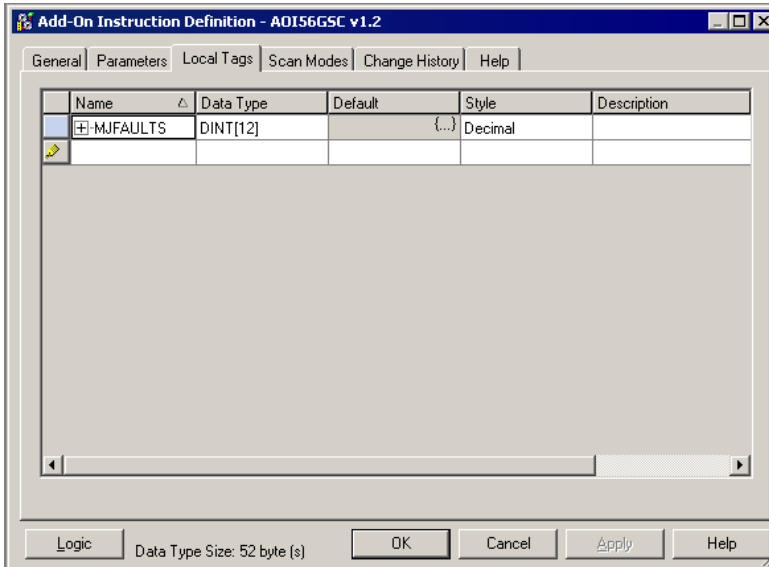 Add-On Instruction Definition - AOI56GSC v1.2
General Parameters Local Tags Scan Modes Change History Help
Name Data Type Default Style Description
MJFAULTS DINT[12] {...} Decimal
Logic Data Type Size: 52 byte (s) OK Cancel Apply Help